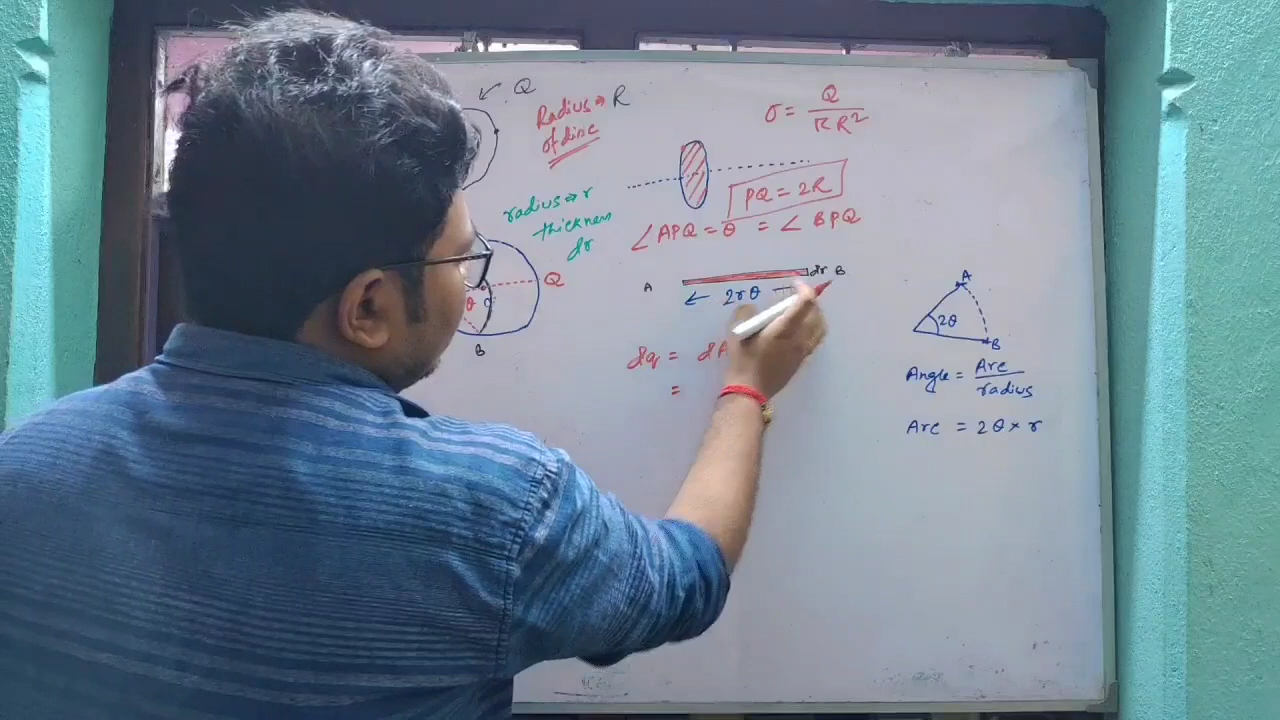 Q
Radius → R
of disc
σ = Q / πR²
radius → r
thickness
dr
PQ = 2R
∠APQ = θ = ∠BPQ
Q
θ
B
A
dr B
← 2rθ
2θ
A
B
dq = dA
=
Angle = Arc / radius
Arc = 2θ × r